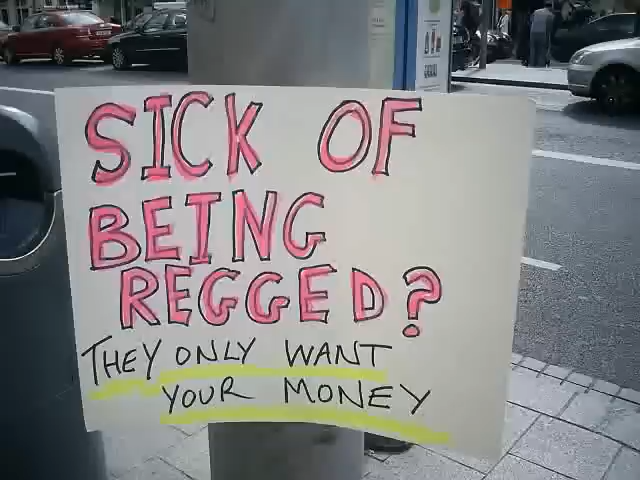 SICK OF
BEING
REGGED?
THEY ONLY WANT
YOUR MONEY